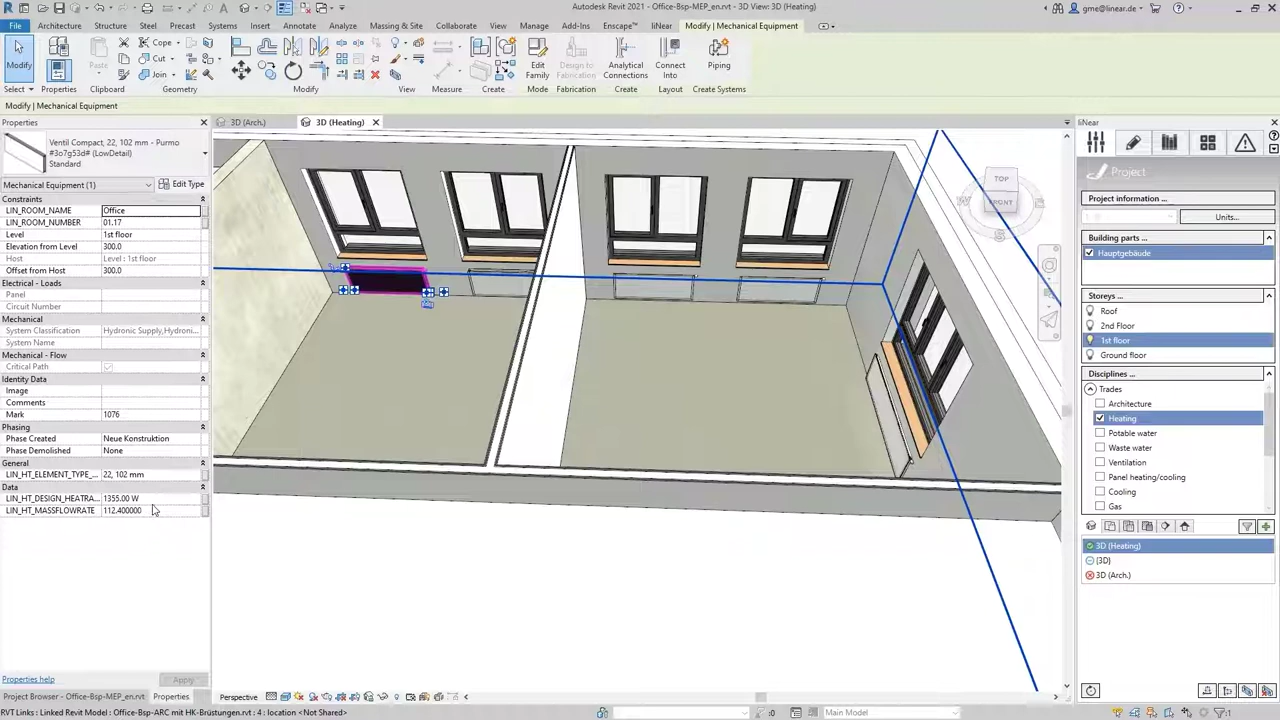 Autodesk Revit 2021 - Office-Bsp-MEP_en.rvt - 3D View: 3D (Heating)
gme@linear.de
File Architecture Structure Steel Precast Systems Insert Annotate Analyze Massing & Site Collaborate View Manage Add-Ins Enscape™ liNear Modify | Mechanical Equipment
Cope
Cut
Join
Modify
Properties
Paste
Edit
Family
Design to
Fabrication
Analytical
Connections
Connect
Into
Piping
Select Properties Clipboard Geometry Modify View Measure Create Mode Fabrication Create Layout Create Systems
Modify | Mechanical Equipment
Properties
3D (Arch.)
3D (Heating)
liNear
Ventil Compact, 22, 102 mm - Purmo
#3o7g53d# (LowDetail)
Standard
Mechanical Equipment (1)
Edit Type
Constraints
LIN_ROOM_NAME Office
LIN_ROOM_NUMBER 01.17
Level 1st floor
Elevation from Level 300.0
Host Level : 1st floor
Offset from Host 300.0
Electrical - Loads
Panel
Circuit Number
Mechanical
System Classification Hydronic Supply,Hydroni...
System Name
Mechanical - Flow
Critical Path
Identity Data
Image
Comments
Mark 1076
Phasing
Phase Created Neue Konstruktion
Phase Demolished None
General
LIN_HT_ELEMENT_TYPE_... 22, 102 mm
Data
LIN_HT_DESIGN_HEATRA... 1355.00 W
LIN_HT_MASSFLOWRATE 112.400000
Properties help
Apply
Project Browser - Office-Bsp-MEP_en.rvt
Properties
TOP
FRONT
Project
Project information ...
Units...
Building parts ...
Hauptgebäude
Storeys ...
Roof
2nd Floor
1st floor
Ground floor
Disciplines ...
Trades
Architecture
Heating
Potable water
Waste water
Ventilation
Panel heating/cooling
Cooling
Gas
3D (Heating)
(3D)
3D (Arch.)
Perspective
RVT Links : Linked Revit Model : Office-Bsp-ARC mit HK-Brüstungen.rvt : 4 : location <Not Shared>
:0
Main Model
:1